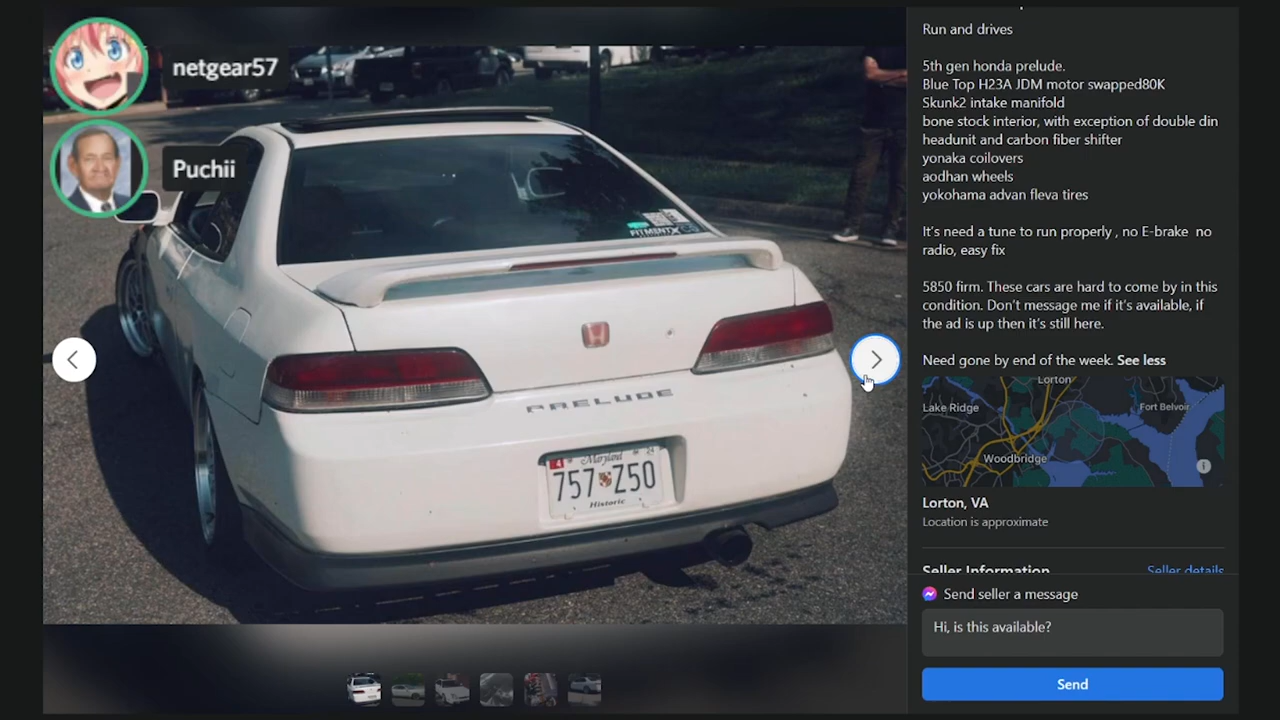 netgear57
Puchii
FITMENT
PRELUDE
Maryland
757 Z50
Historic
Run and drives
5th gen honda prelude.
Blue Top H23A JDM motor swapped80K
Skunk2 intake manifold
bone stock interior, with exception of double din
headunit and carbon fiber shifter
yonaka coilovers
aodhan wheels
yokohama advan fleva tires
It's need a tune to run properly , no E-brake no
radio, easy fix
5850 firm. These cars are hard to come by in this
condition. Don't message me if it's available, if
the ad is up then it's still here.
Need gone by end of the week. See less
Lorton
Lake Ridge
Fort Belvoir
Woodbridge
Lorton, VA
Location is approximate
Seller Information
Seller details
Send seller a message
Hi, is this available?
Send